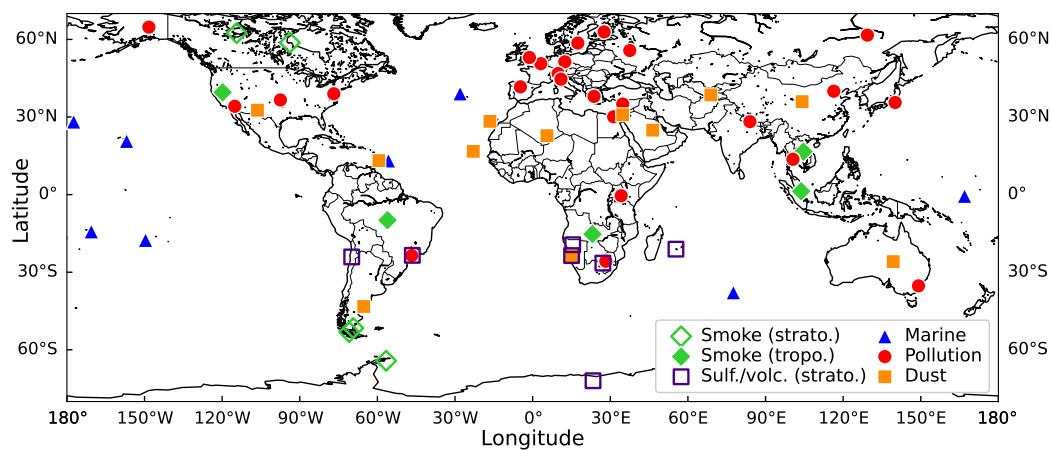 60°N 60°N
30°N 30°N
0° 0°
30°S 30°S
60°S 60°S
Latitude
Smoke (strato.) Marine
Smoke (tropo.) Pollution
Sulf./volc. (strato.) Dust
180° 150°W 120°W 90°W 60°W 30°W 0° 30°E 60°E 90°E 120°E 150°E 180°
Longitude